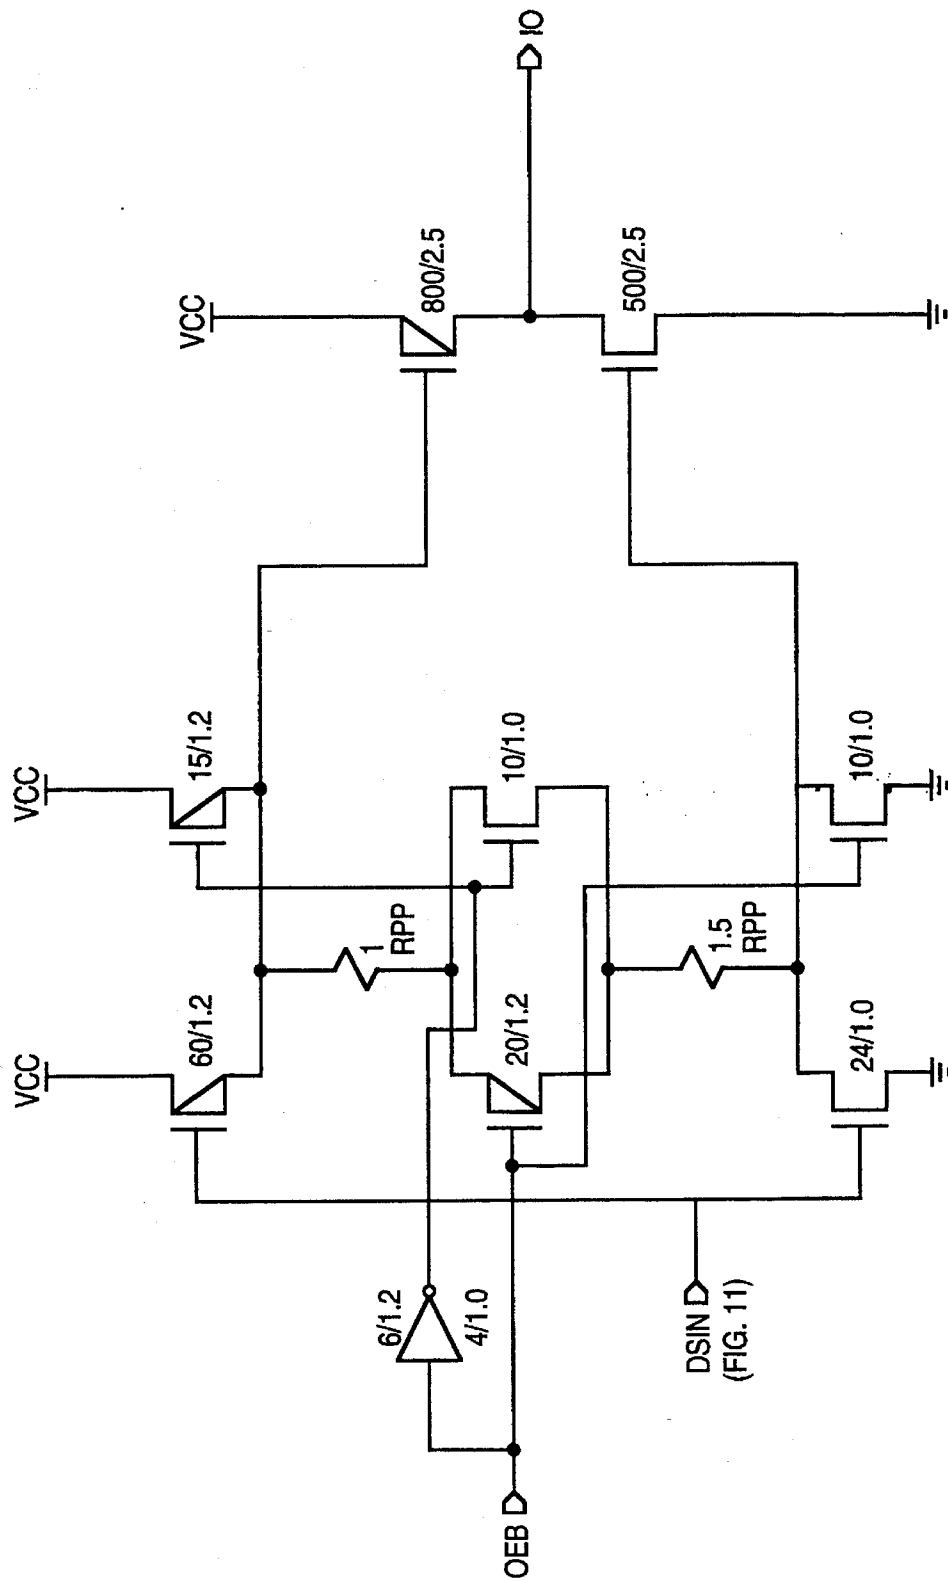 VCC
VCC
VCC
60/1.2
15/1.2
800/2.5
1
RPP
IO
6/1.2
4/1.0
20/1.2
10/1.0
500/2.5
OEB
DSIN
(FIG. 11)
1.5
RPP
24/1.0
10/1.0